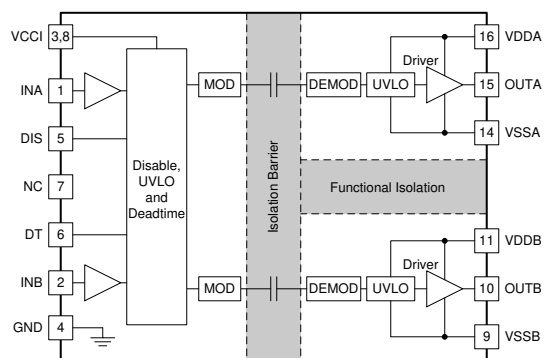 VCCI 3,8
INA 1
DIS 5
NC 7
DT 6
INB 2
GND 4
Disable,
UVLO
and
Deadtime
MOD
MOD
Isolation Barrier
DEMOD UVLO Driver
Functional Isolation
DEMOD UVLO Driver
16 VDDA
15 OUTA
14 VSSA
11 VDDB
10 OUTB
9 VSSB